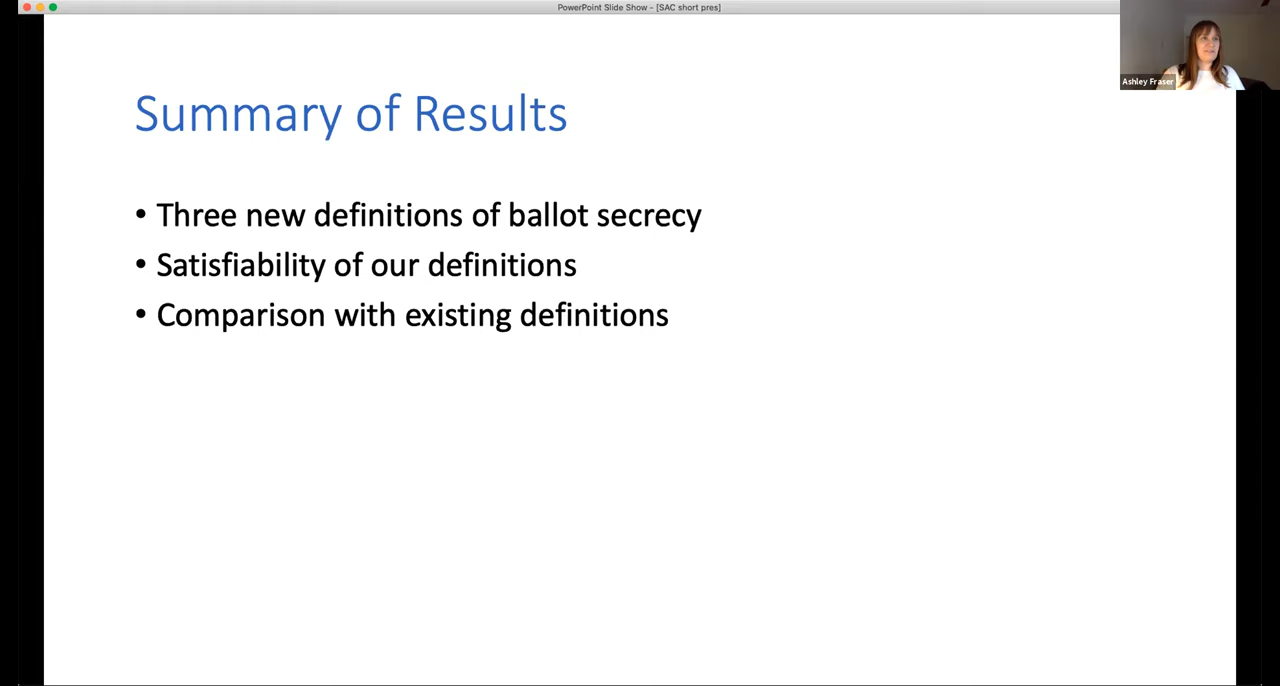 PowerPoint Slide Show - [SAC short pres]
Ashley Fraser
Summary of Results
• Three new definitions of ballot secrecy
• Satisfiability of our definitions
• Comparison with existing definitions